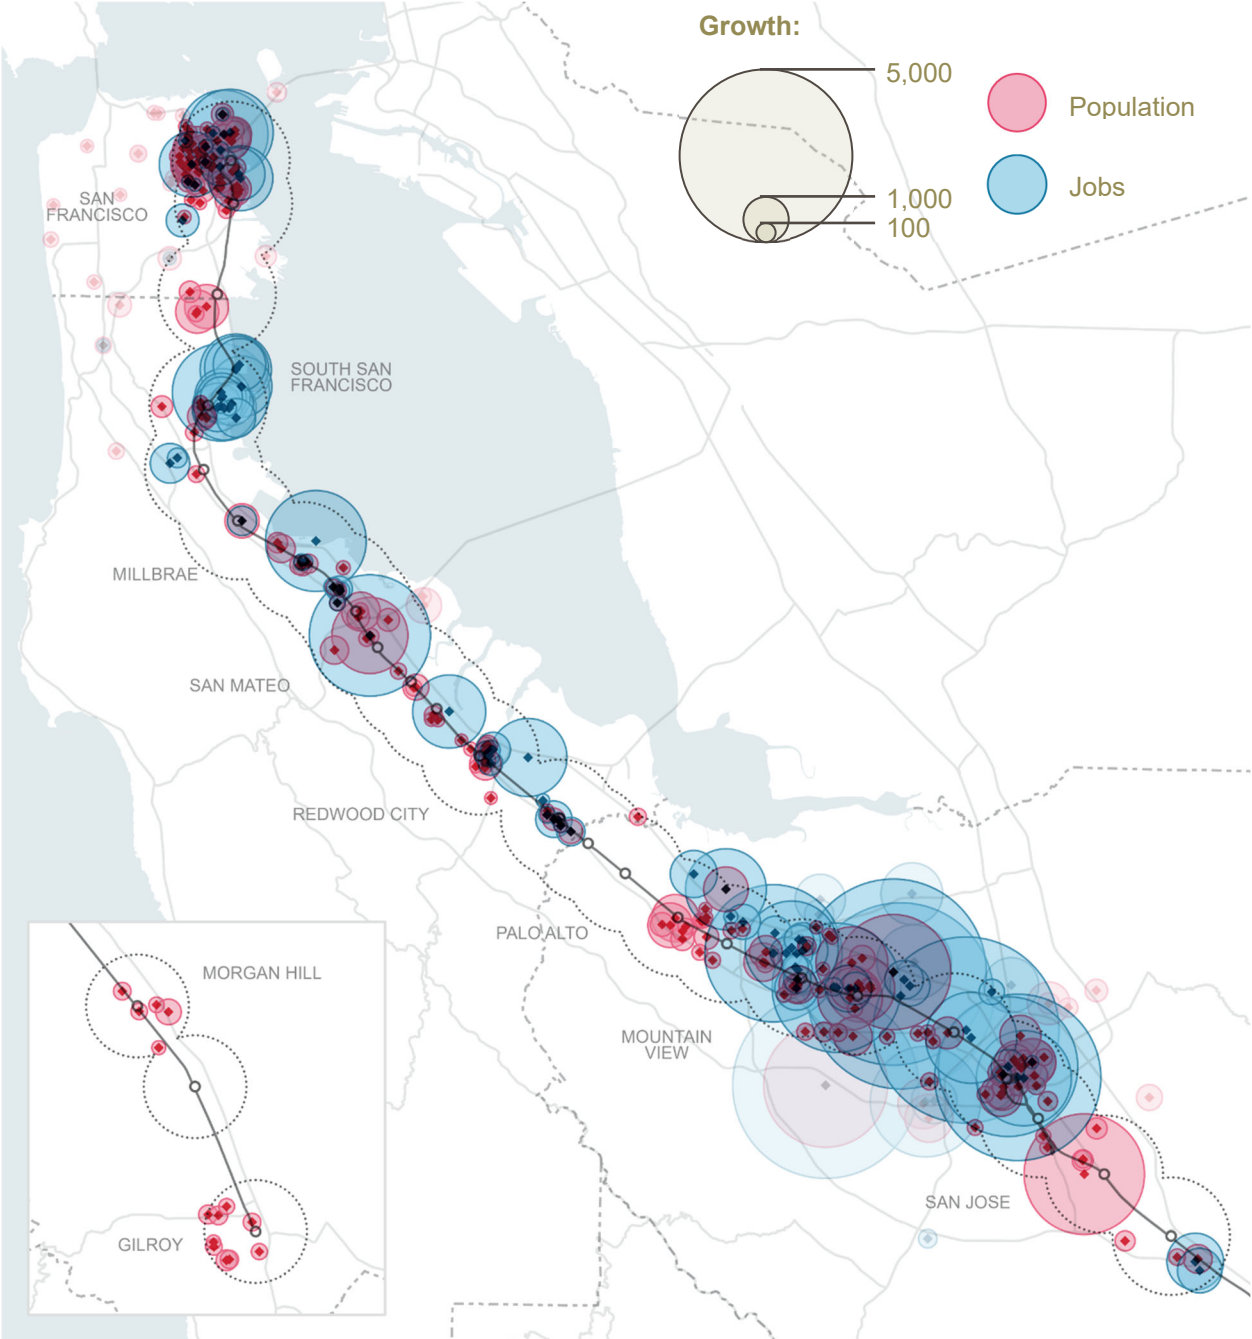 Growth:
5,000
1,000
100
Population
Jobs
SAN
FRANCISCO
SOUTH SAN
FRANCISCO
MILLBRAE
SAN MATEO
REDWOOD CITY
PALO ALTO
MOUNTAIN
VIEW
SAN JOSE
MORGAN HILL
GILROY